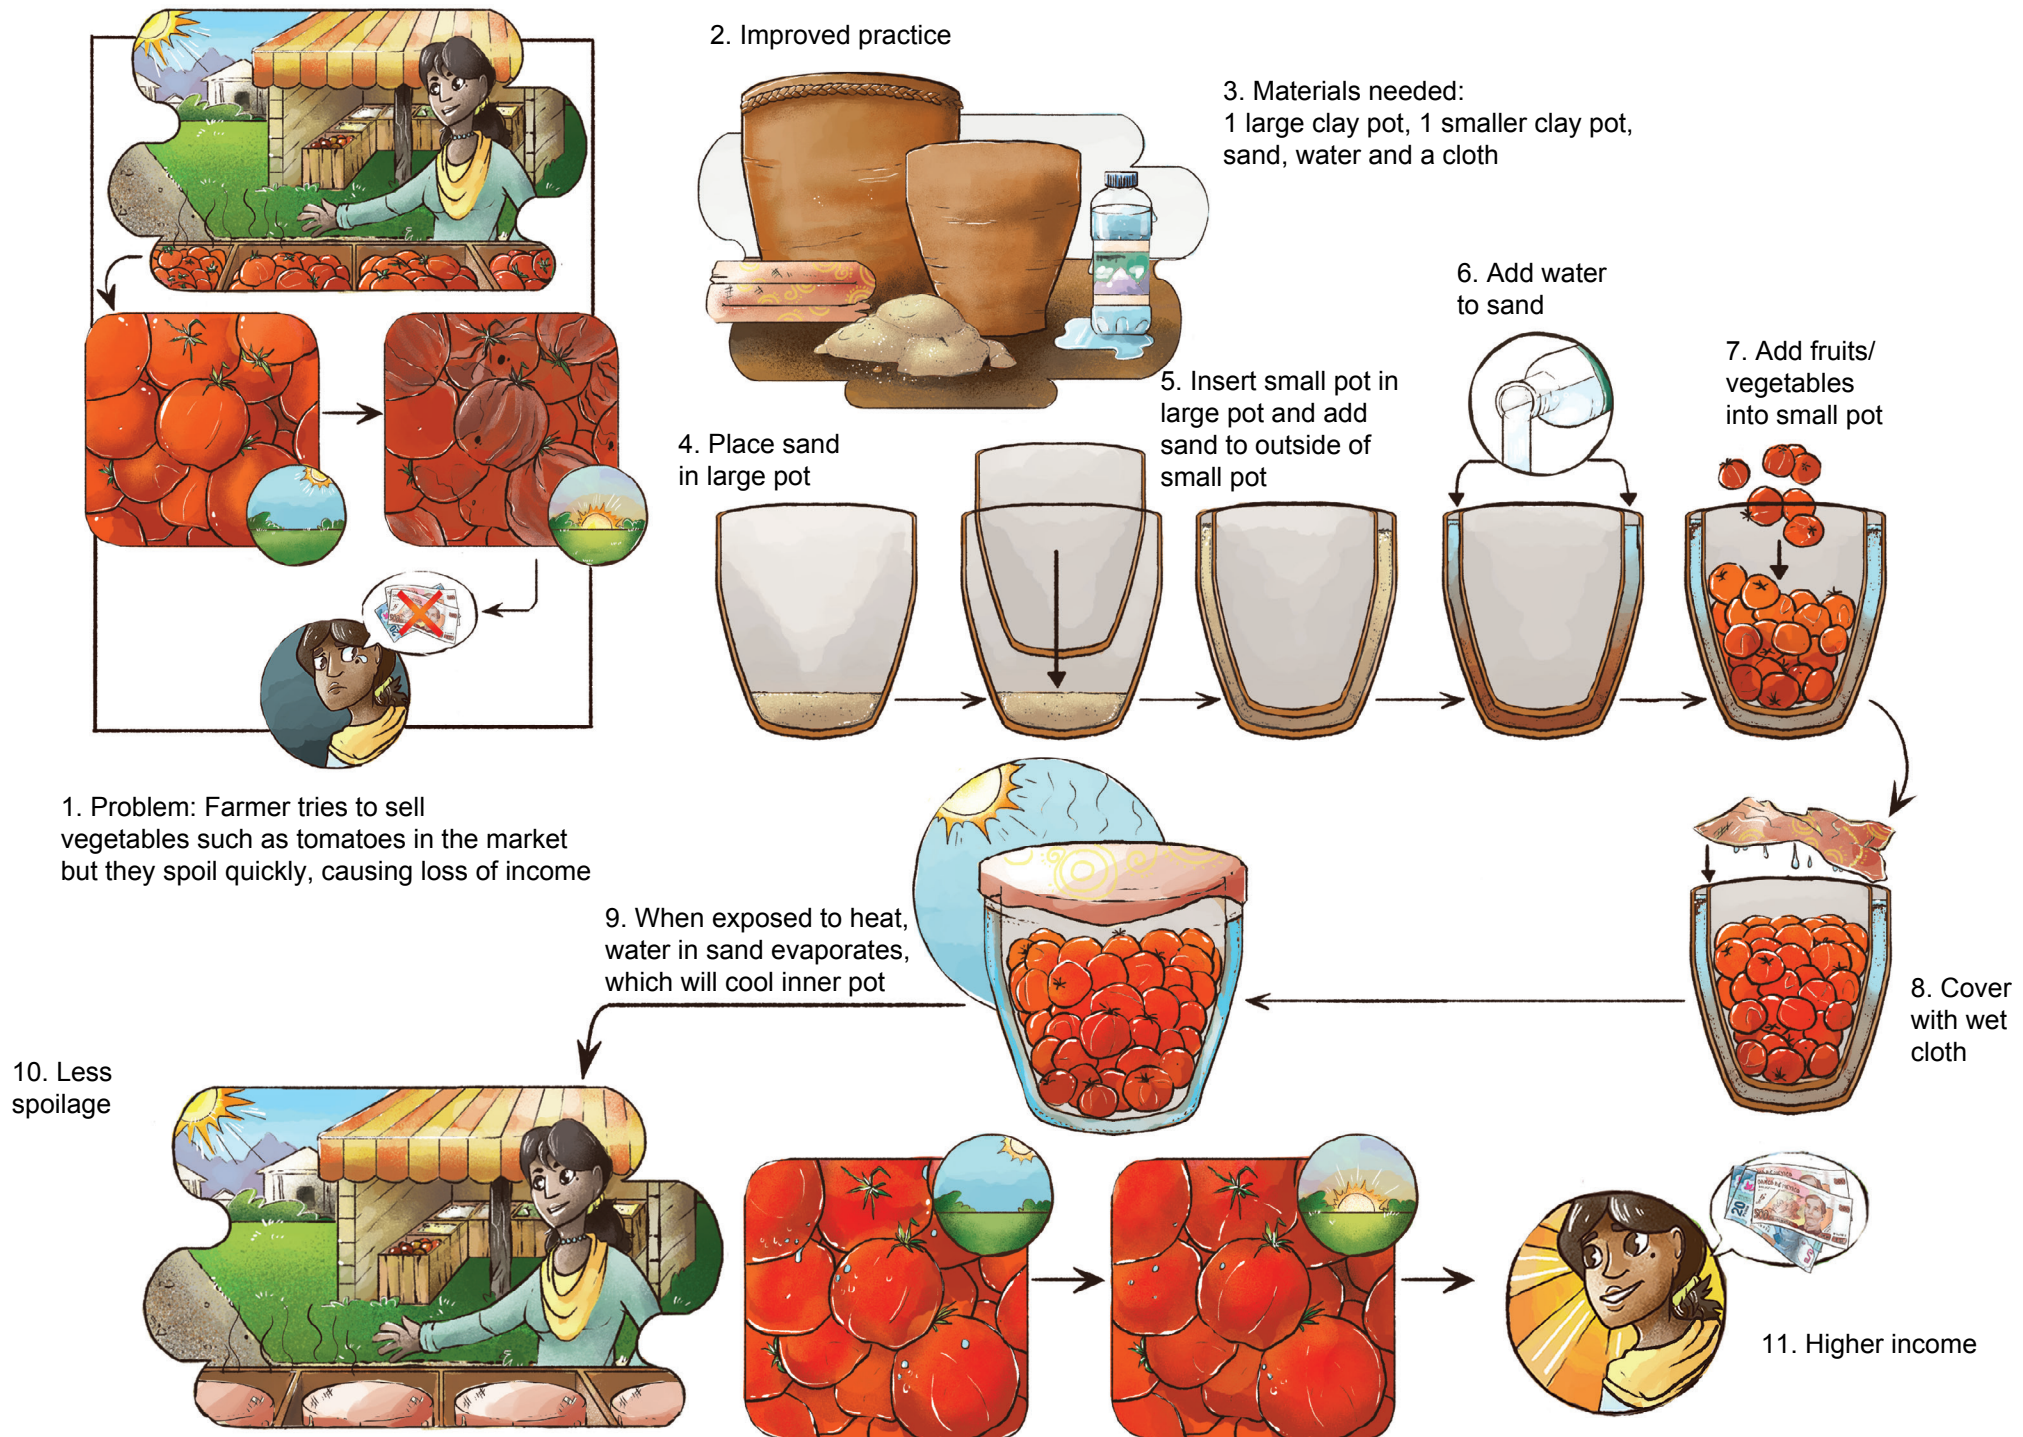 2. Improved practice
3. Materials needed:
1 large clay pot, 1 smaller clay pot,
sand, water and a cloth
6. Add water
to sand
7. Add fruits/
vegetables
into small pot
5. Insert small pot in
large pot and add
sand to outside of
small pot
4. Place sand
in large pot
1. Problem: Farmer tries to sell
vegetables such as tomatoes in the market
but they spoil quickly, causing loss of income
9. When exposed to heat,
water in sand evaporates,
which will cool inner pot
8. Cover
with wet
cloth
10. Less
spoilage
11. Higher income
20